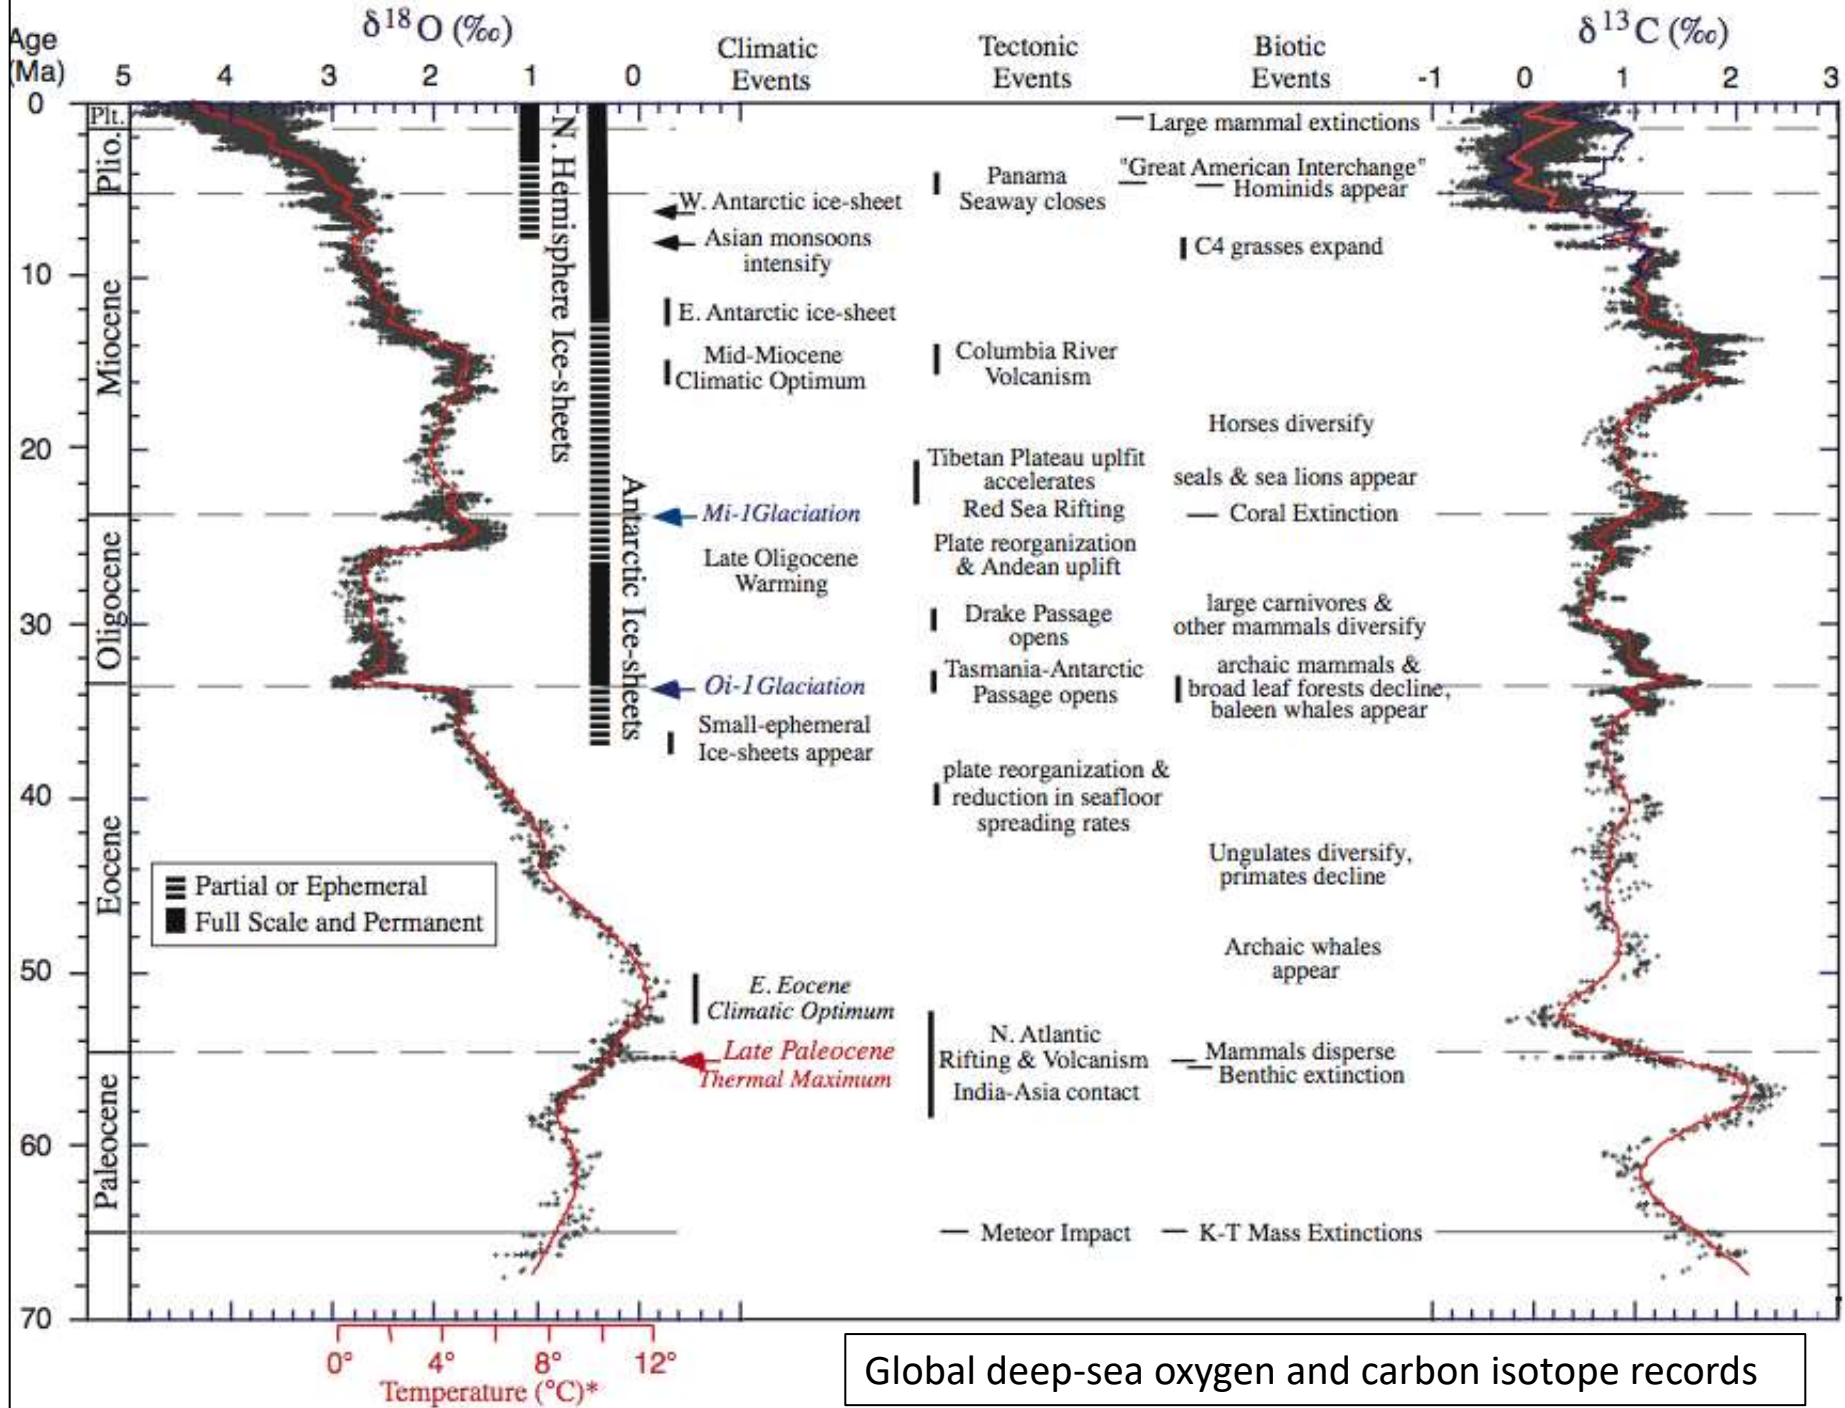 δ18O (‰)
δ13C (‰)
Age
(Ma)
5 4 3 2 1 0
Climatic
Events
Tectonic
Events
Biotic
Events
-1 0 1 2 3
0
10
20
30
40
50
60
70
Plt.
Plio.
Miocene
Oligocene
Eocene
Paleocene
N. Hemisphere Ice-sheets
Antarctic Ice-sheets
W. Antarctic ice-sheet
Asian monsoons
intensify
E. Antarctic ice-sheet
Mid-Miocene
Climatic Optimum
Mi-1Glaciation
Late Oligocene
Warming
Oi-1Glaciation
Small-ephemeral
Ice-sheets appear
E. Eocene
Climatic Optimum
Late Paleocene
Thermal Maximum
Panama
Seaway closes
Columbia River
Volcanism
Tibetan Plateau uplfit
accelerates
Red Sea Rifting
Plate reorganization
& Andean uplift
Drake Passage
opens
Tasmania-Antarctic
Passage opens
plate reorganization &
reduction in seafloor
spreading rates
N. Atlantic
Rifting & Volcanism
India-Asia contact
Meteor Impact
Large mammal extinctions
"Great American Interchange"
Hominids appear
C4 grasses expand
Horses diversify
seals & sea lions appear
Coral Extinction
large carnivores &
other mammals diversify
archaic mammals &
broad leaf forests decline,
baleen whales appear
Ungulates diversify,
primates decline
Archaic whales
appear
Mammals disperse
Benthic extinction
K-T Mass Extinctions
Partial or Ephemeral
Full Scale and Permanent
0° 4° 8° 12°
Temperature (°C)*
Global deep-sea oxygen and carbon isotope records